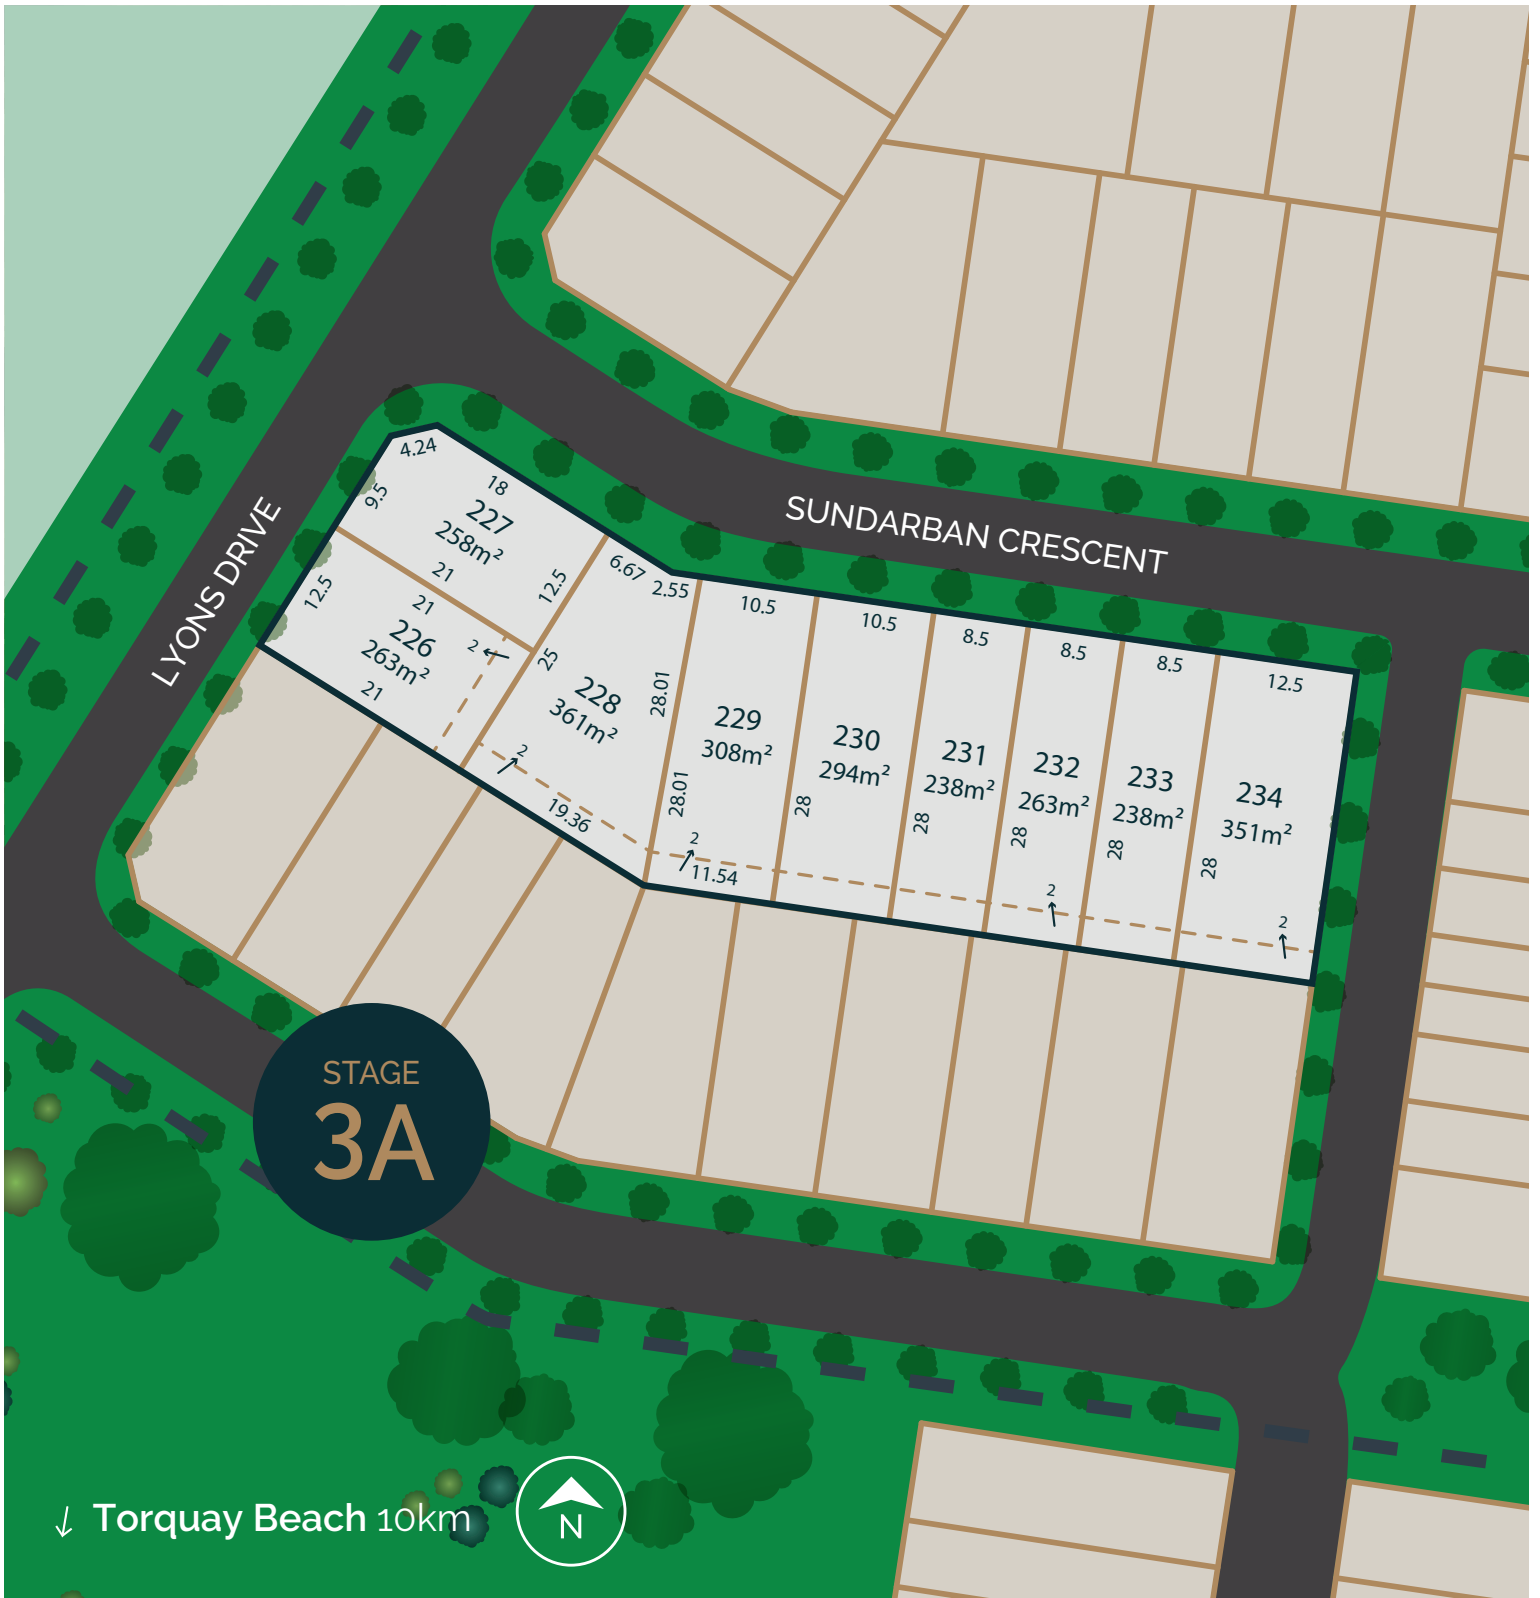 4.24
18
227
258m²
9.5
21
12.5
12.5
21
226
263m²
2
21
6.67
2.55
25
228
361m²
28.01
2
19.36
10.5
229
308m²
28.01
2
11.54
10.5
230
294m²
28
8.5
231
238m²
28
8.5
232
263m²
28
2
8.5
233
238m²
28
12.5
234
351m²
28
2
SUNDARBAN CRESCENT
LYONS DRIVE
STAGE
3A
↓ Torquay Beach 10km
N